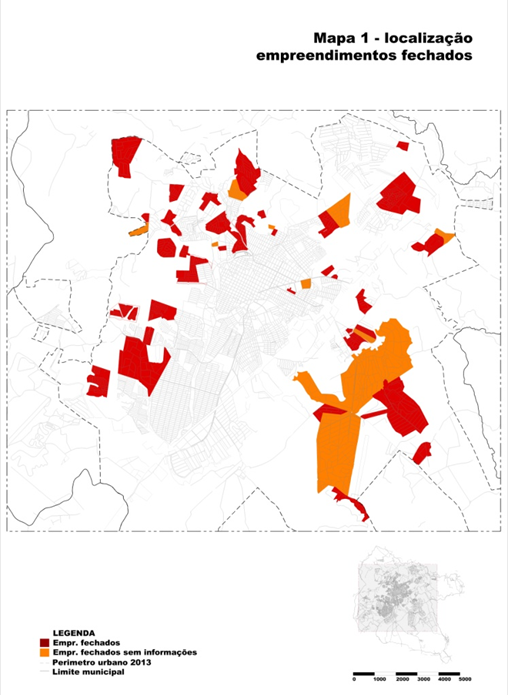 Mapa 1 - localização
empreendimentos fechados
LEGENDA
Empr. fechados
Empr. fechados sem informações
Perimetro urbano 2013
Limite municipal
0 1000 2000 3000 4000 5000